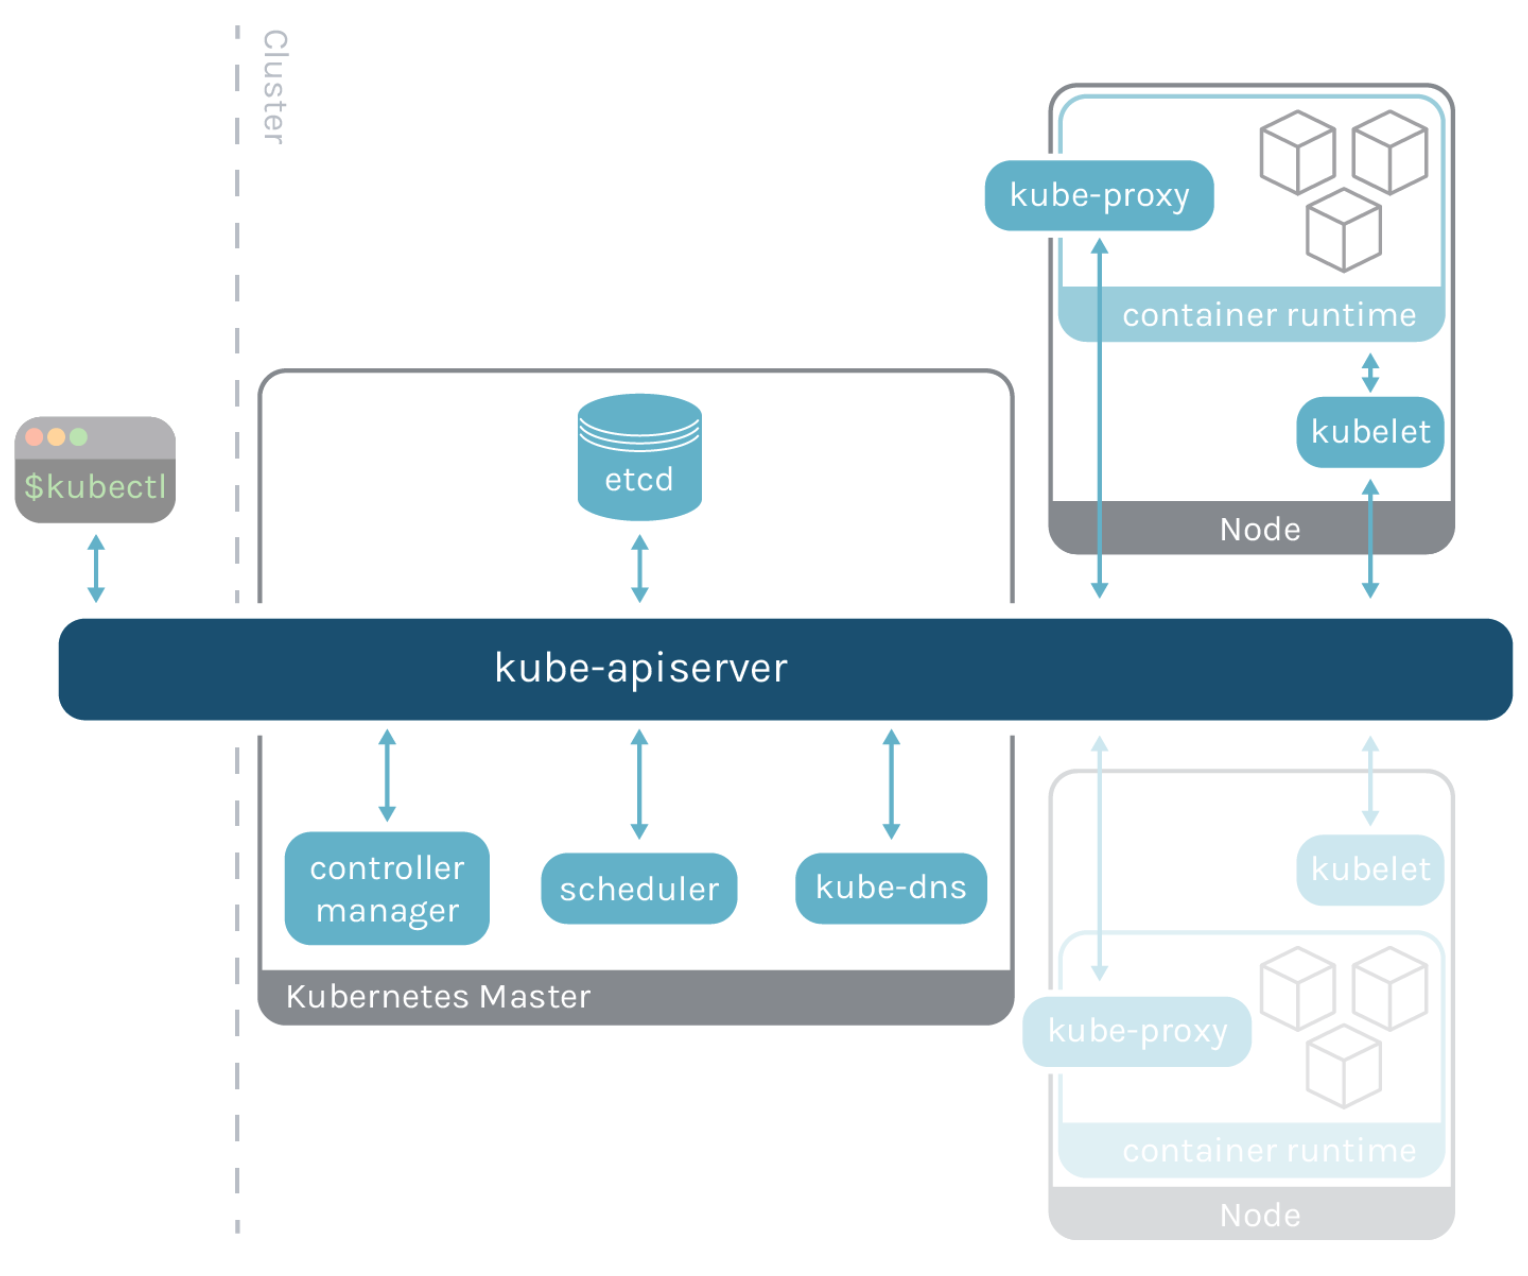 Cluster
kube-proxy
container runtime
kubelet
Node
etcd
$kubectl
kube-apiserver
controller
manager
scheduler
kube-dns
Kubernetes Master
kubelet
kube-proxy
container runtime
Node